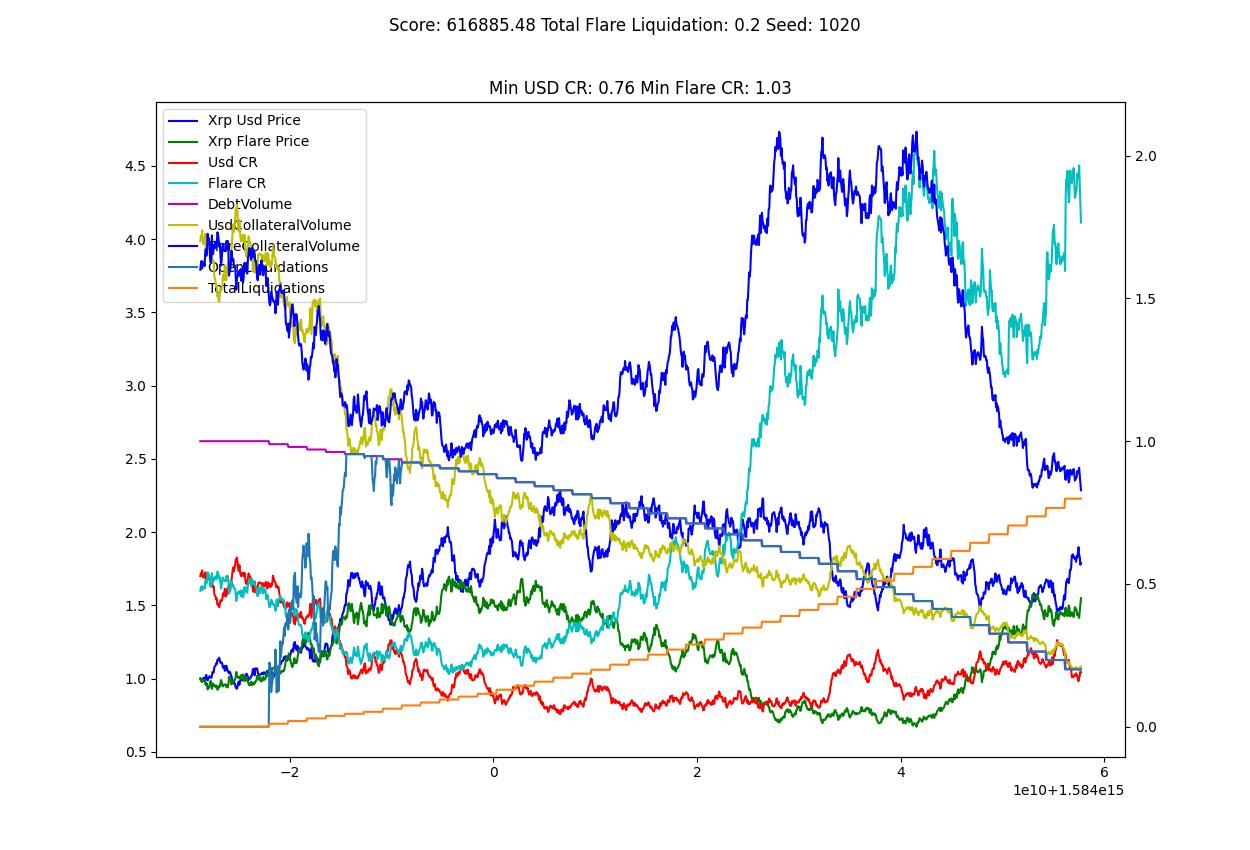 Score: 616885.48 Total Flare Liquidation: 0.2 Seed: 1020
Min USD CR: 0.76 Min Flare CR: 1.03
Xrp Usd Price
Xrp Flare Price
Usd CR
Flare CR
DebtVolume
UsdCollateralVolume
FlareCollateralVolume
OpenLiquidations
TotalLiquidations
4.5
4.0
3.5
3.0
2.5
2.0
1.5
1.0
0.5
2.0
1.5
1.0
0.5
0.0
−2
0
2
4
6
1e10+1.584e15